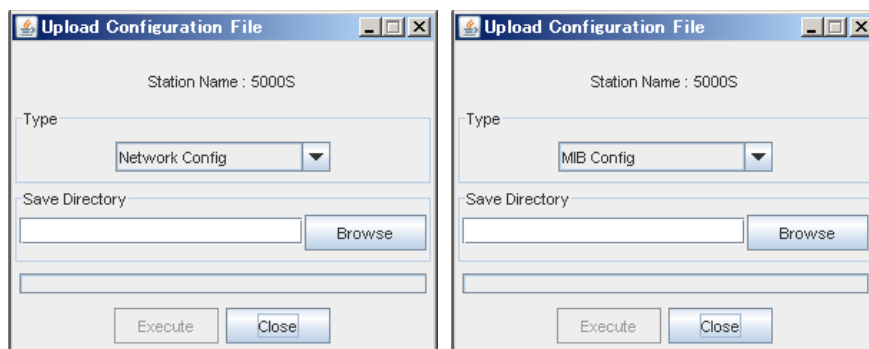 Upload Configuration File
Station Name : 5000S
Type
Network Config
Save Directory
Browse
Execute
Close
Upload Configuration File
Station Name : 5000S
Type
MIB Config
Save Directory
Browse
Execute
Close